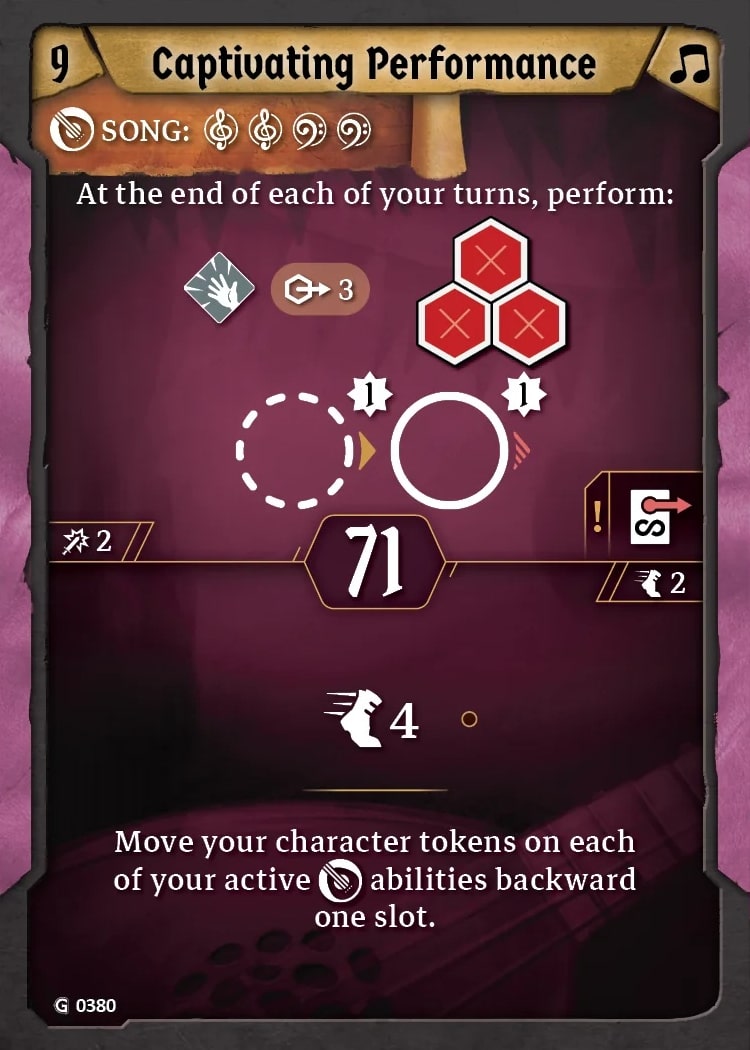 9
Captivating Performance
SONG:
At the end of each of your turns, perform:
3
1
1
2
71
!
2
4
Move your character tokens on each
of your active abilities backward
one slot.
G 0380